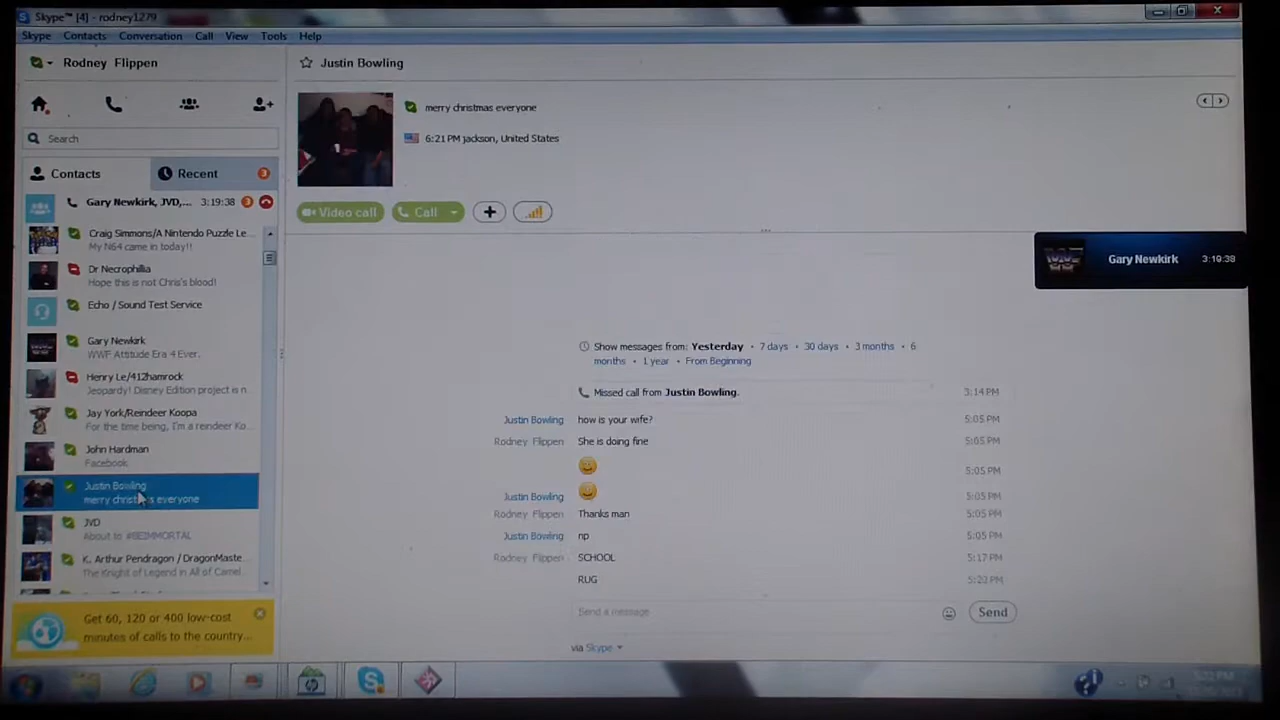 Skype™ [4] - rodney1279
Skype Contacts Conversation Call View Tools Help
Rodney Flippen
Search
Contacts
Recent 3
Gary Newkirk, JVD,... 3:19:38 3
Craig Simmons/A Nintendo Puzzle Le...
My N64 came in today!!
Dr Necrophillia
Hope this is not Chris's blood!
Echo / Sound Test Service
Gary Newkirk
WWF Attitude Era 4 Ever.
Henry Le/412hamrock
Jeopardy! Disney Edition project is n
Jay York/Reindeer Koopa
For the time being, I'm a reindeer Ko...
John Hardman
Facebook
Justin Bowling
merry christmas everyone
JVD
About to #BEIMMORTAL
K. Arthur Pendragon / DragonMaste...
The Knight of Legend in All of Camel...
Get 60, 120 or 400 low-cost
minutes of calls to the country...
Justin Bowling
merry christmas everyone
6:21 PM jackson, United States
Video call
Call
Gary Newkirk 3:19:38
Show messages from: Yesterday • 7 days • 30 days • 3 months • 6
months • 1 year • From Beginning
Missed call from Justin Bowling. 3:14 PM
Justin Bowling how is your wife? 5:05 PM
Rodney Flippen She is doing fine 5:05 PM
5:05 PM
Justin Bowling 5:05 PM
Rodney Flippen Thanks man 5:05 PM
Justin Bowling np 5:05 PM
Rodney Flippen SCHOOL 5:17 PM
RUG 5:20 PM
Send a message
Send
via Skype